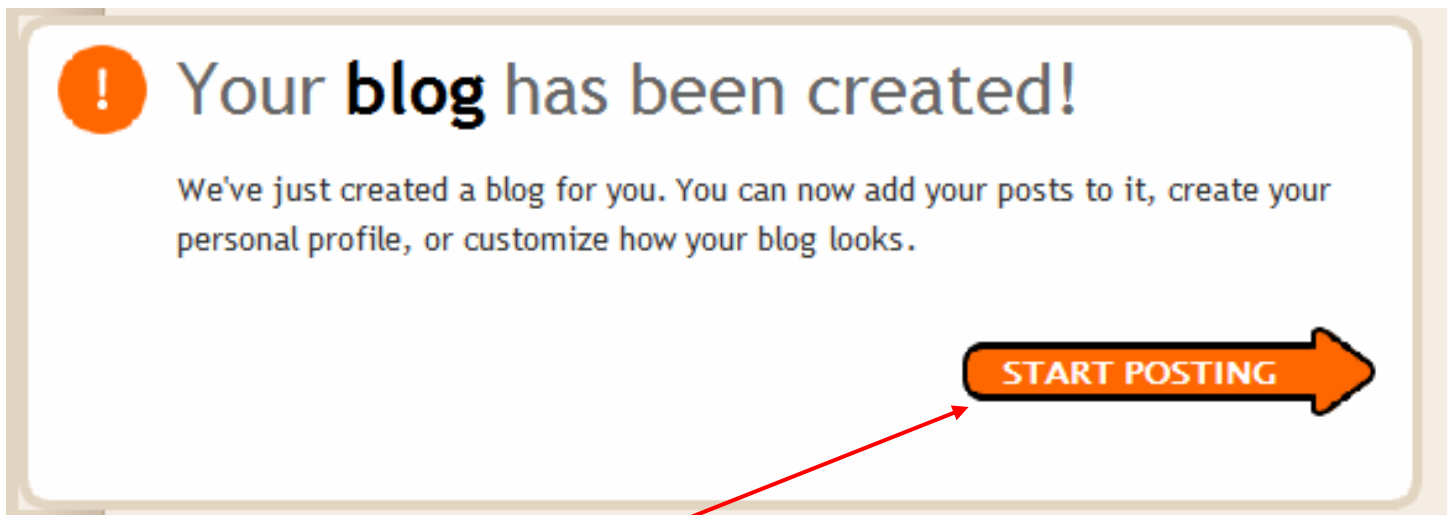 !
Your blog has been created!
We've just created a blog for you. You can now add your posts to it, create your
personal profile, or customize how your blog looks.
START POSTING